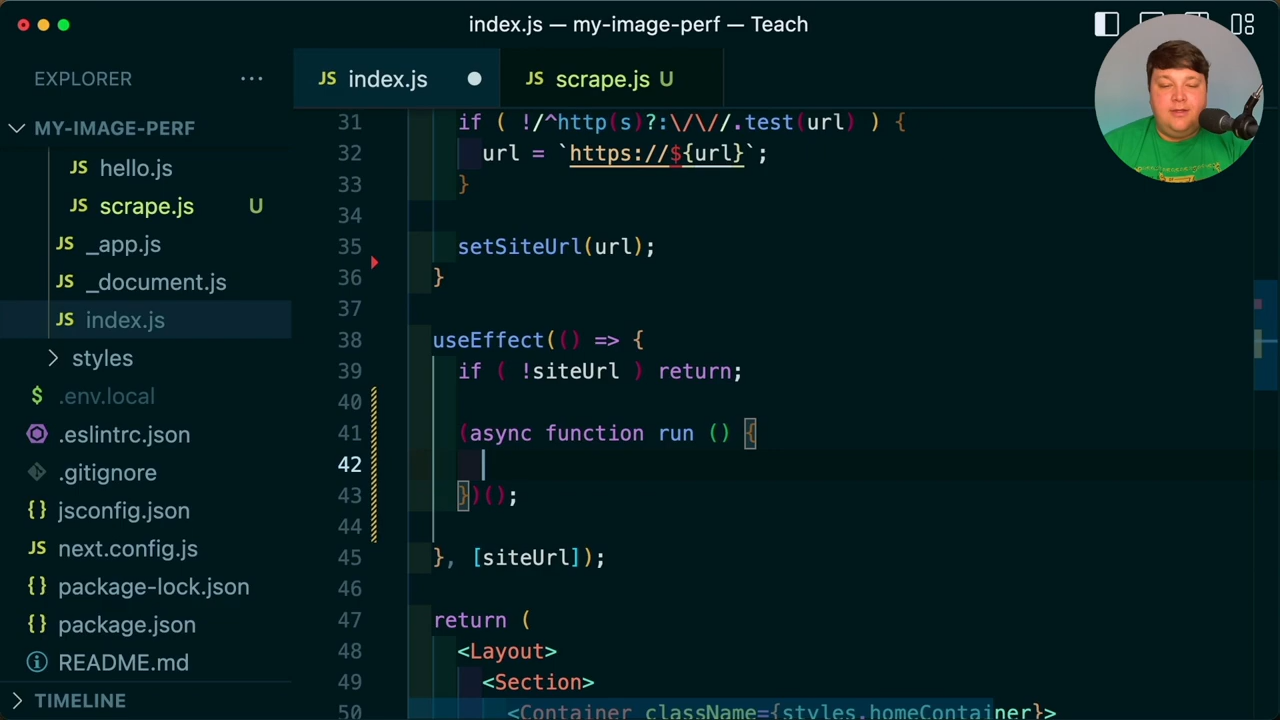 index.js — my-image-perf — Teach
EXPLORER ...
MY-IMAGE-PERF
JS hello.js
JS scrape.js U
JS _app.js
JS _document.js
JS index.js
styles
$ .env.local
.eslintrc.json
.gitignore
{} jsconfig.json
JS next.config.js
{} package-lock.json
{} package.json
README.md
TIMELINE
JS index.js
JS scrape.js U
31 if ( !/^http(s)?:\/\//.test(url) ) {
32 url = `https://${url}`;
33 }
34
35 setSiteUrl(url);
36 }
37
38 useEffect(() => {
39 if ( !siteUrl ) return;
40
41 (async function run () {
42
43 })();
44
45 }, [siteUrl]);
46
47 return (
48 <Layout>
49 <Section>
50 <Container className={styles.homeContainer}>